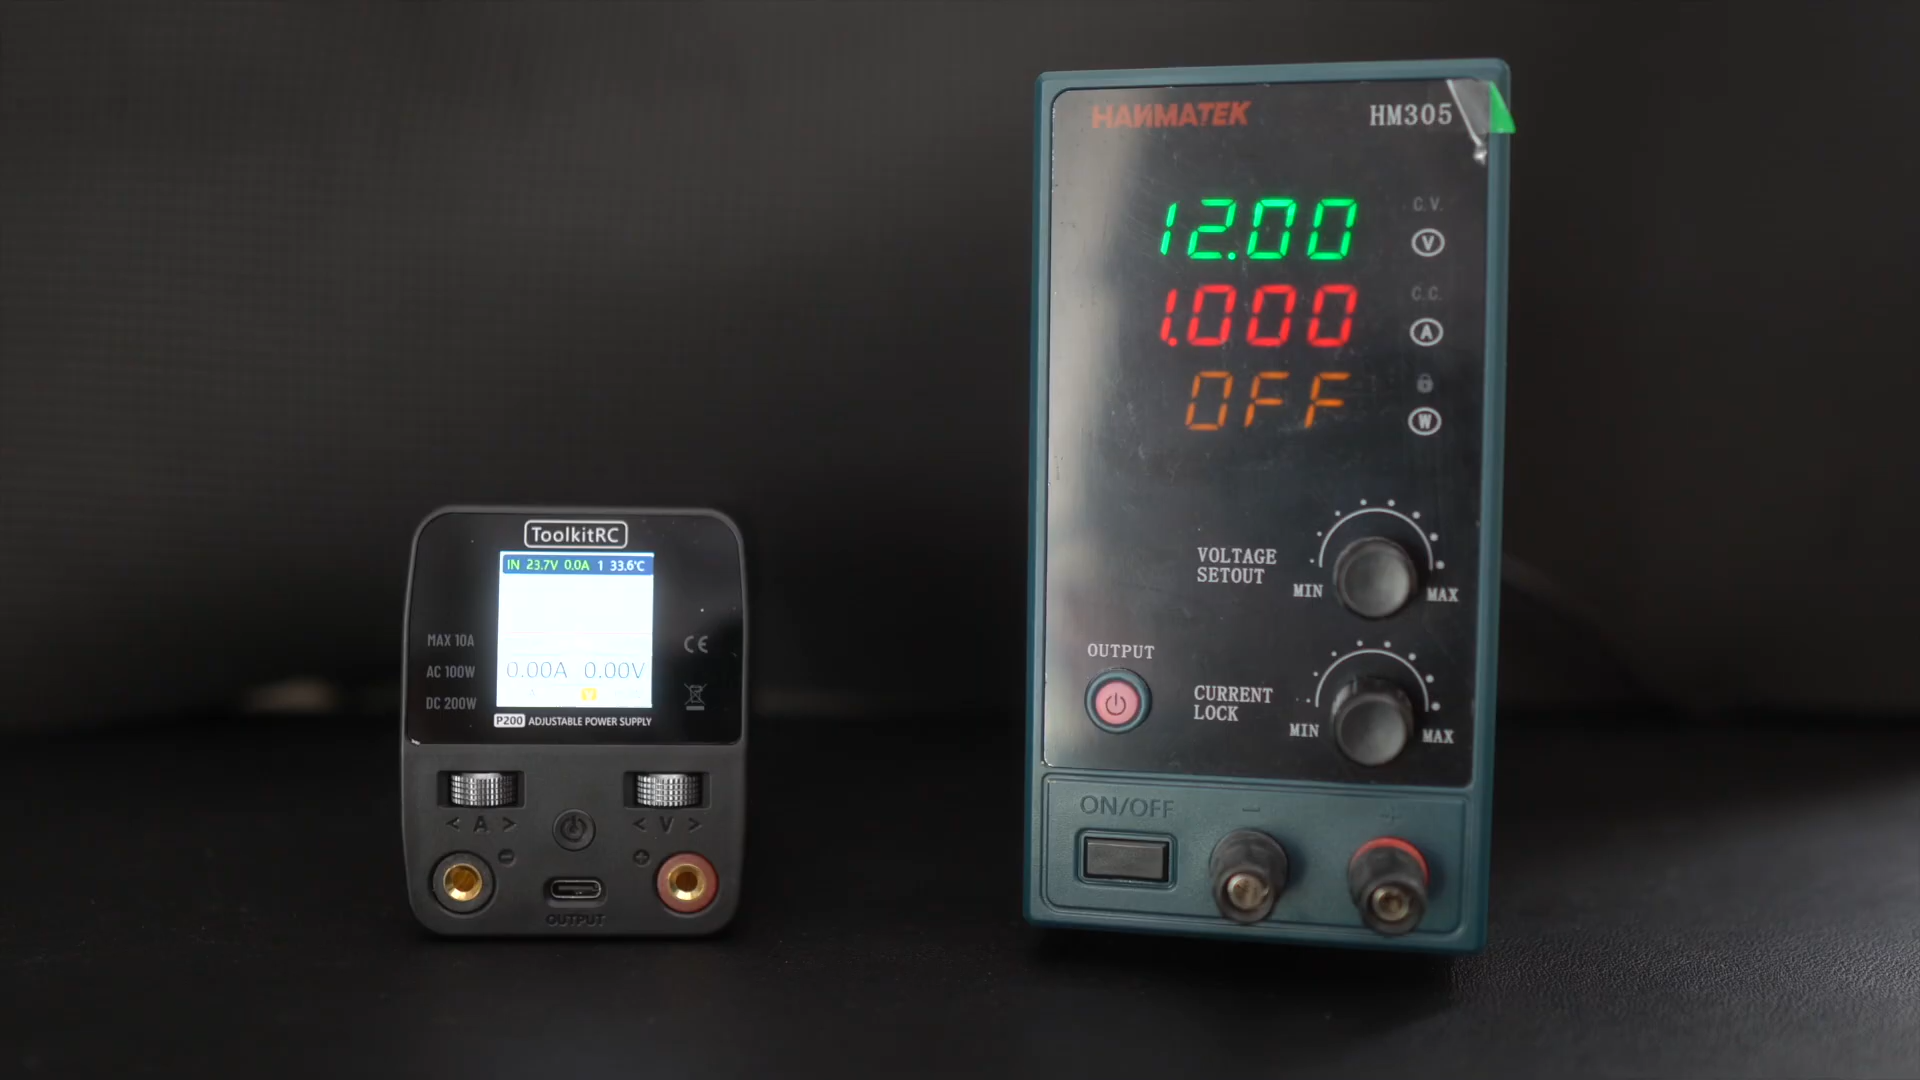 ToolkitRC
IN 23.7V 0.0A 1 33.6℃
MAX 10A
AC 100W
DC 200W
0.00A 0.00V
V
P200 ADJUSTABLE POWER SUPPLY
CE
< A >
< V >
OUTPUT
HANMATEK
HM305
12.00
C.V.
V
1.000
C.C.
A
OFF
W
VOLTAGE
SETOUT
MIN
MAX
OUTPUT
CURRENT
LOCK
MIN
MAX
ON/OFF
-
+